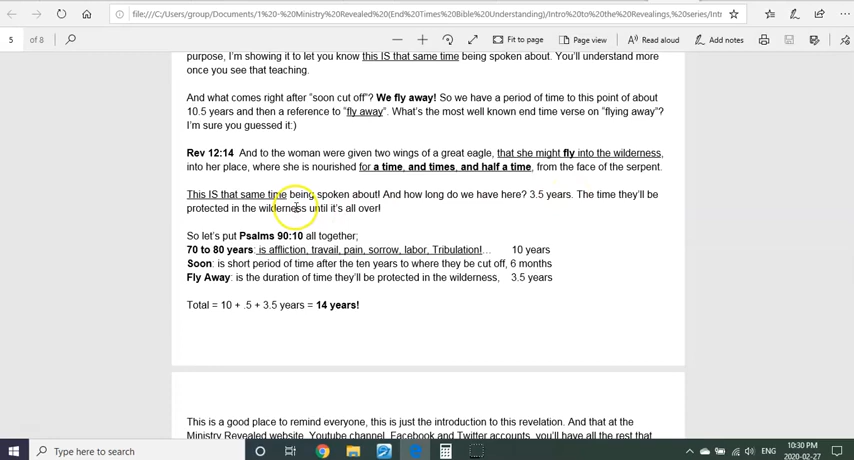 file:///C:/Users/group/Documents/1%20-%20Ministry%20Revealed%20(End%20Times%20Bible%20Understanding)/Intro%20to%20the%20Revealings,%20series/Intr
5 of 8 Fit to page Page view Read aloud Add notes
purpose, I'm showing it to let you know this IS that same time being spoken about. You'll understand more
once you see that teaching.
And what comes right after "soon cut off"? We fly away! So we have a period of time to this point of about
10.5 years and then a reference to "fly away". What's the most well known end time verse on "flying away"?
I'm sure you guessed it:)
Rev 12:14 And to the woman were given two wings of a great eagle, that she might fly into the wilderness,
into her place, where she is nourished for a time, and times, and half a time, from the face of the serpent.
This IS that same time being spoken about! And how long do we have here? 3.5 years. The time they'll be
protected in the wilderness until it's all over!
So let's put Psalms 90:10 all together;
70 to 80 years: is affliction, travail, pain, sorrow, labor, Tribulation!... 10 years
Soon: is short period of time after the ten years to where they be cut off, 6 months
Fly Away: is the duration of time they'll be protected in the wilderness, 3.5 years
Total = 10 + .5 + 3.5 years = 14 years!
This is a good place to remind everyone, this is just the introduction to this revelation. And that at the
Ministry Revealed website, Youtube channel, Facebook and Twitter accounts, you'll have all the rest that
Type here to search
ENG
10:30 PM
2020-02-27